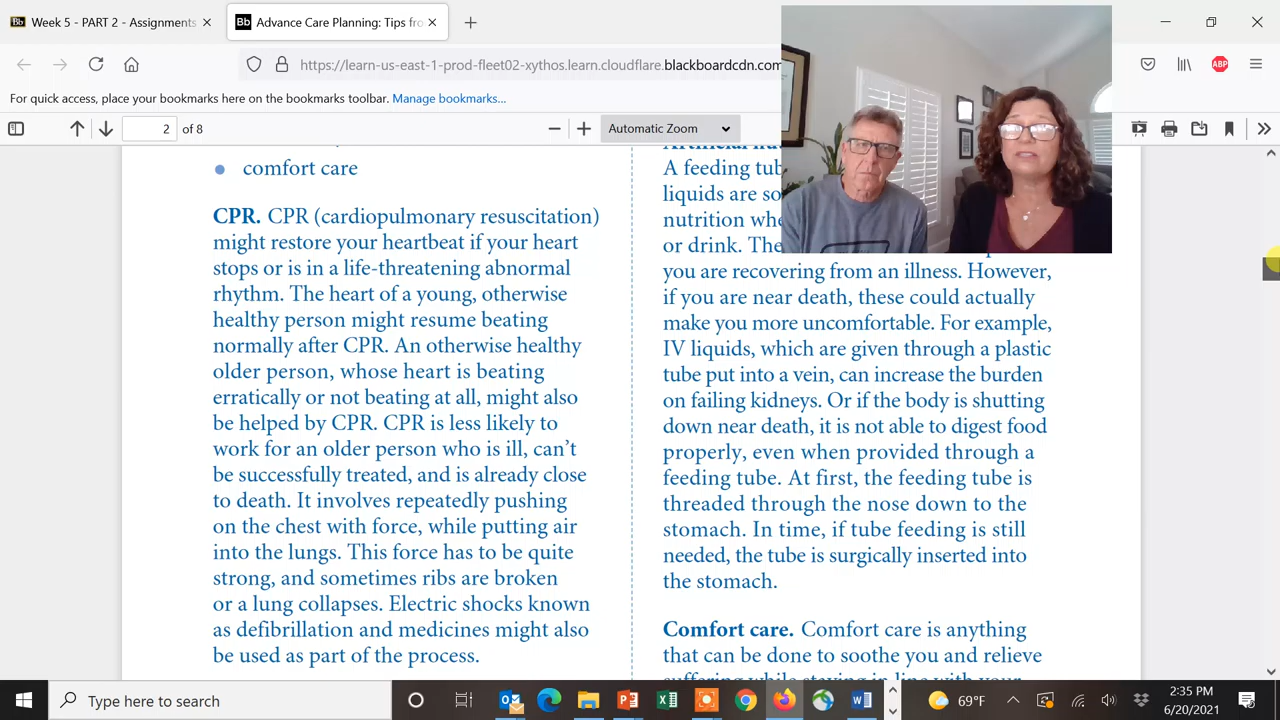 Week 5 - PART 2 - Assignments
Advance Care Planning: Tips fro
https://learn-us-east-1-prod-fleet02-xythos.learn.cloudflare.blackboardcdn.com
ABP
For quick access, place your bookmarks here on the bookmarks toolbar. Manage bookmarks...
2 of 8
Automatic Zoom
comfort care
CPR. CPR (cardiopulmonary resuscitation)
might restore your heartbeat if your heart
stops or is in a life-threatening abnormal
rhythm. The heart of a young, otherwise
healthy person might resume beating
normally after CPR. An otherwise healthy
older person, whose heart is beating
erratically or not beating at all, might also
be helped by CPR. CPR is less likely to
work for an older person who is ill, can't
be successfully treated, and is already close
to death. It involves repeatedly pushing
on the chest with force, while putting air
into the lungs. This force has to be quite
strong, and sometimes ribs are broken
or a lung collapses. Electric shocks known
as defibrillation and medicines might also
be used as part of the process.
Artificial nu
A feeding tub
liquids are so
nutrition whe
or drink. The
you are recovering from an illness. However,
if you are near death, these could actually
make you more uncomfortable. For example,
IV liquids, which are given through a plastic
tube put into a vein, can increase the burden
on failing kidneys. Or if the body is shutting
down near death, it is not able to digest food
properly, even when provided through a
feeding tube. At first, the feeding tube is
threaded through the nose down to the
stomach. In time, if tube feeding is still
needed, the tube is surgically inserted into
the stomach.
Comfort care. Comfort care is anything
that can be done to soothe you and relieve
suffering while staying in line with your
Type here to search
69°F
2:35 PM
6/20/2021